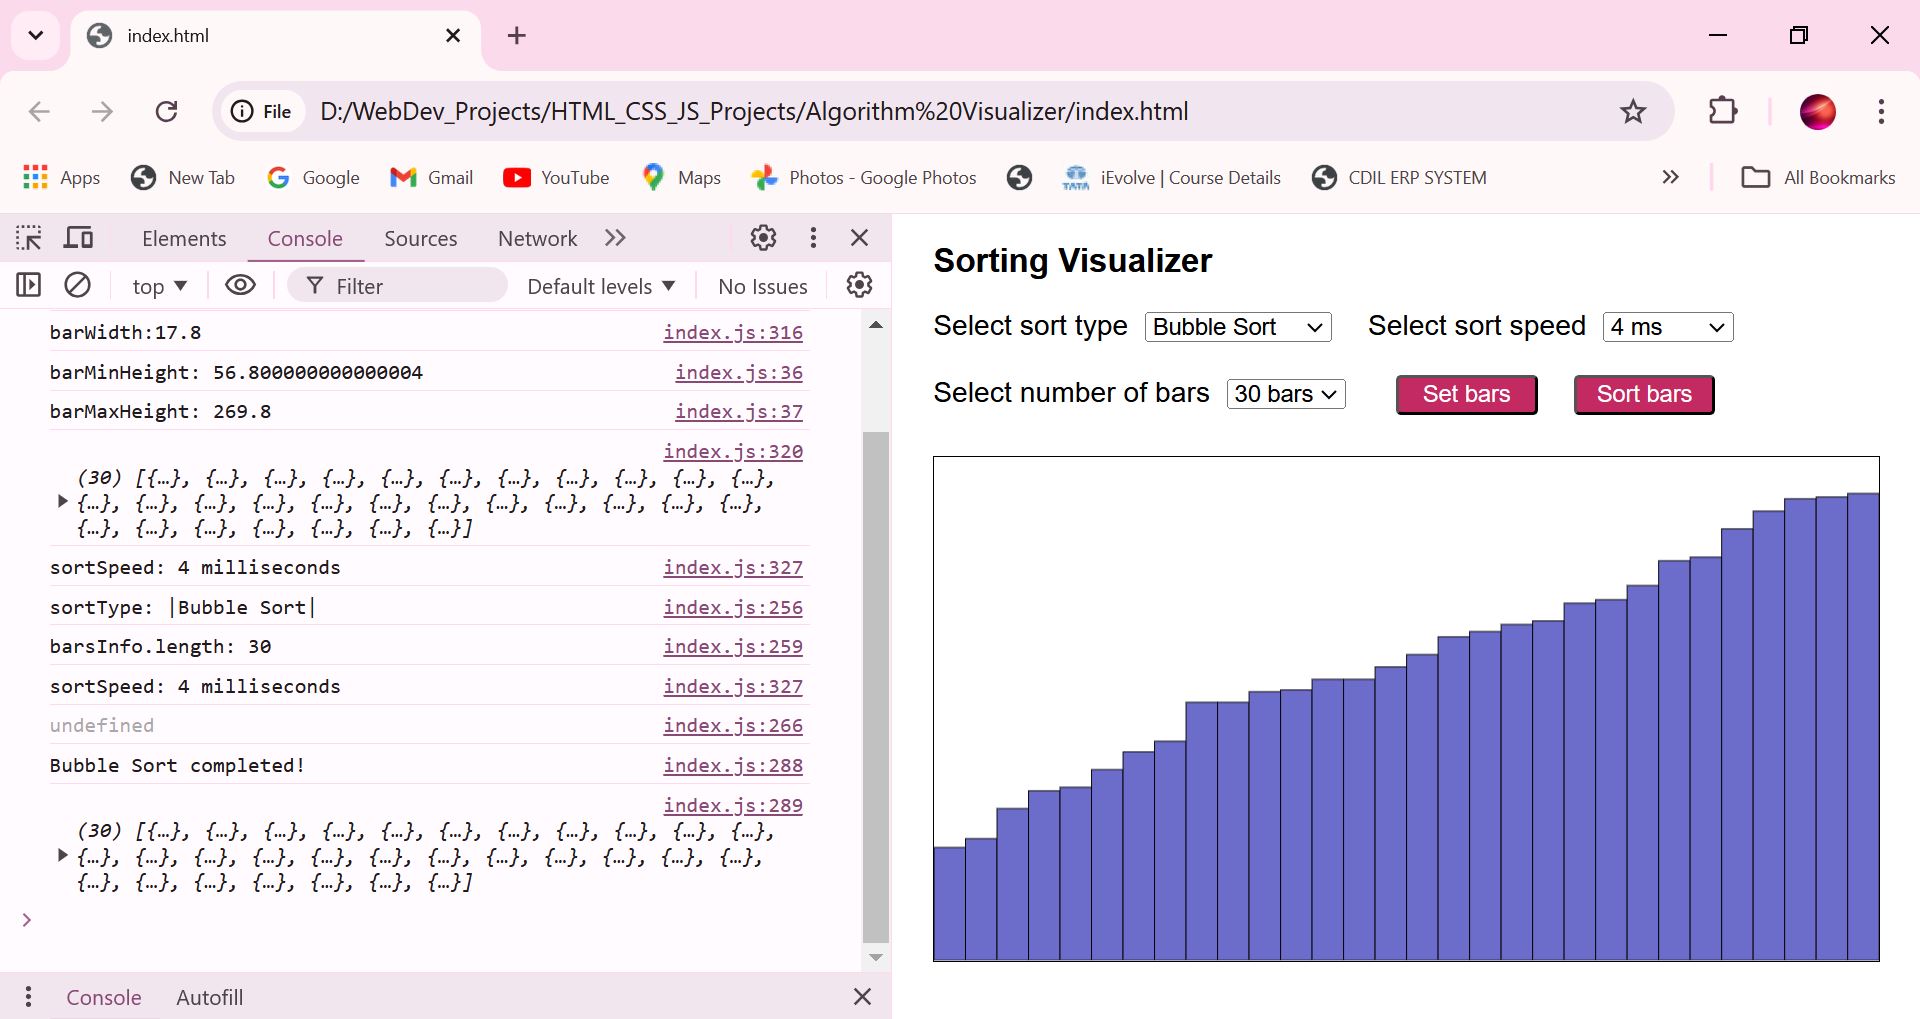 index.html
File D:/WebDev_Projects/HTML_CSS_JS_Projects/Algorithm%20Visualizer/index.html
Apps New Tab Google Gmail YouTube Maps Photos - Google Photos TATA iEvolve | Course Details CDIL ERP SYSTEM » All Bookmarks
Elements Console Sources Network
top Filter Default levels No Issues
barWidth:17.8 index.js:316
barMinHeight: 56.800000000000004 index.js:36
barMaxHeight: 269.8 index.js:37
index.js:320
(30) [{…}, {…}, {…}, {…}, {…}, {…}, {…}, {…}, {…}, {…}, {…},
{…}, {…}, {…}, {…}, {…}, {…}, {…}, {…}, {…}, {…}, {…}, {…},
{…}, {…}, {…}, {…}, {…}, {…}, {…}]
sortSpeed: 4 milliseconds index.js:327
sortType: |Bubble Sort| index.js:256
barsInfo.length: 30 index.js:259
sortSpeed: 4 milliseconds index.js:327
undefined index.js:266
Bubble Sort completed! index.js:288
index.js:289
(30) [{…}, {…}, {…}, {…}, {…}, {…}, {…}, {…}, {…}, {…}, {…},
{…}, {…}, {…}, {…}, {…}, {…}, {…}, {…}, {…}, {…}, {…}, {…},
{…}, {…}, {…}, {…}, {…}, {…}, {…}]
Console Autofill
Sorting Visualizer
Select sort type Bubble Sort Select sort speed 4 ms
Select number of bars 30 bars Set bars Sort bars